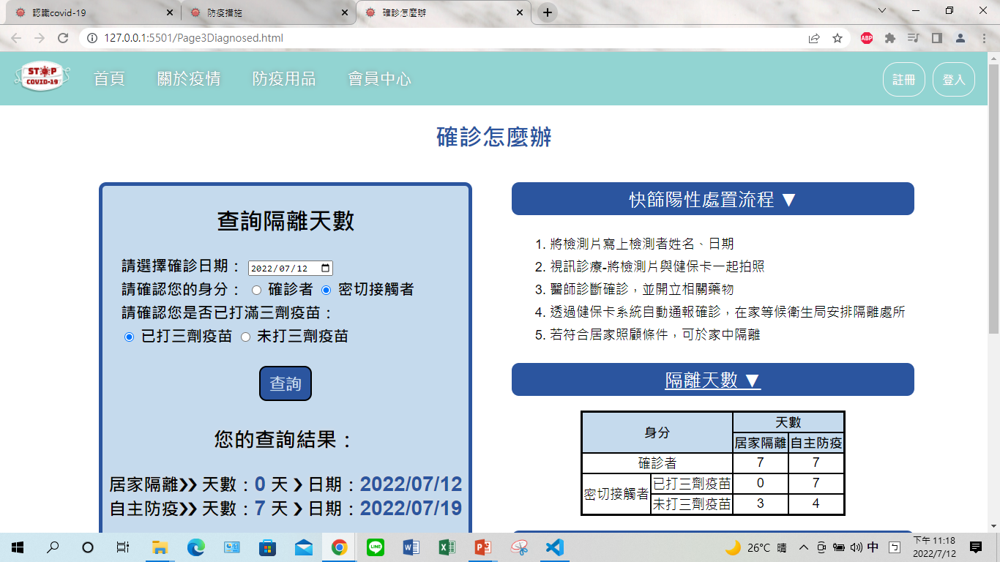 認識covid-19
防疫措施
確診怎麼辦
127.0.0.1:5501/Page3Diagnosed.html
ABP
STOP
COVID-19
首頁
關於疫情
防疫用品
會員中心
註冊
登入
確診怎麼辦
查詢隔離天數
請選擇確診日期：2022/07/12
請確認您的身分： 確診者 密切接觸者
請確認您是否已打滿三劑疫苗：
已打三劑疫苗 未打三劑疫苗
查詢
您的查詢結果：
居家隔離❯❯ 天數：0 天 ❯ 日期：2022/07/12
自主防疫❯❯ 天數：7 天 ❯ 日期：2022/07/19
快篩陽性處置流程 ▼
1. 將檢測片寫上檢測者姓名、日期
2. 視訊診療-將檢測片與健保卡一起拍照
3. 醫師診斷確診，並開立相關藥物
4. 透過健保卡系統自動通報確診，在家等候衛生局安排隔離處所
5. 若符合居家照顧條件，可於家中隔離
隔離天數 ▼
身分 天數
居家隔離 自主防疫
確診者 7 7
密切接觸者 已打三劑疫苗 0 7
未打三劑疫苗 3 4
26°C 晴
中
下午 11:18
2022/7/12